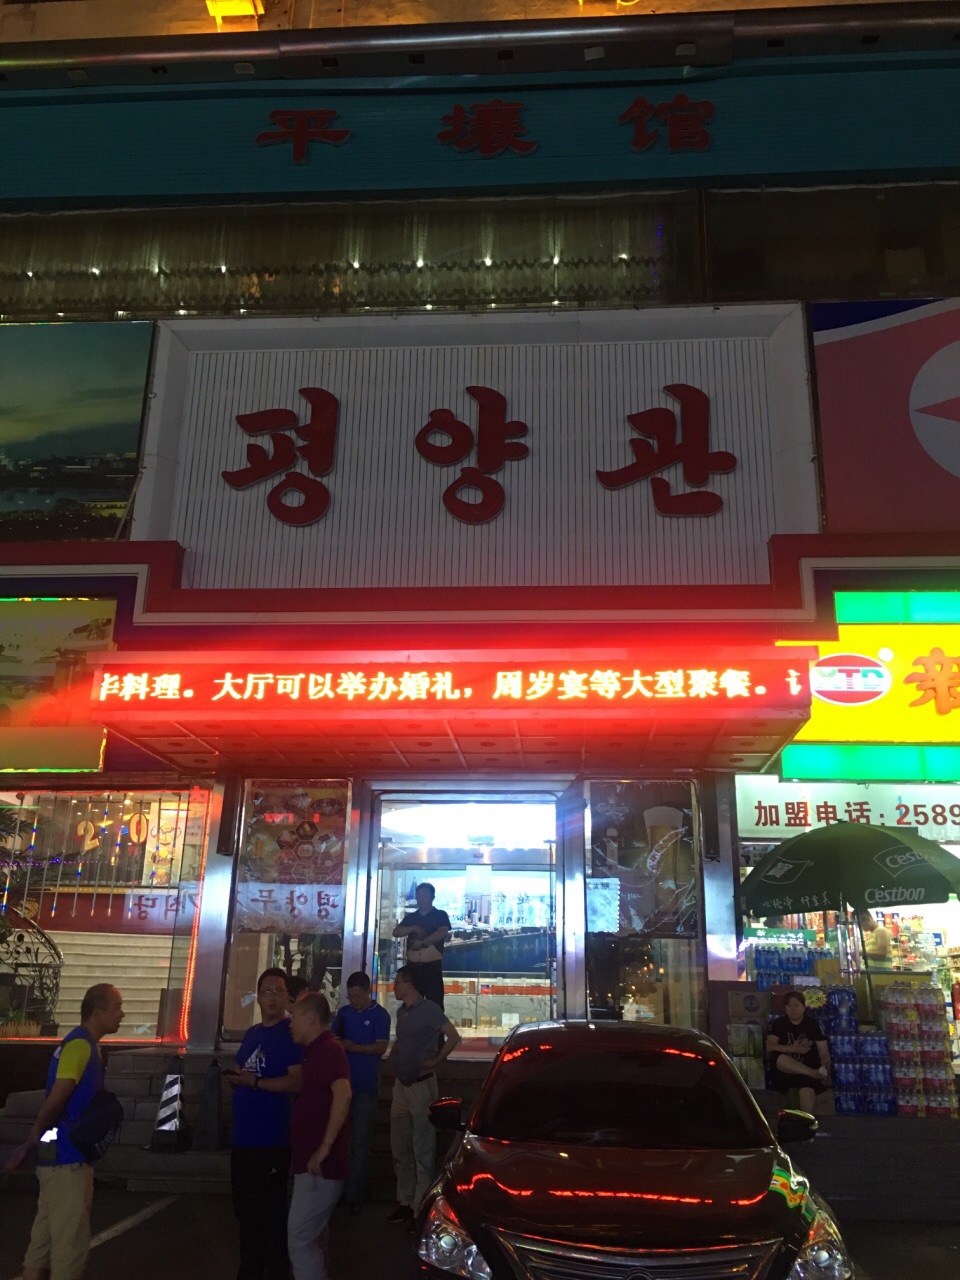 平壤馆
평양관
料理。大厅可以举办婚礼，周岁宴等大型聚餐。
加盟电话:2589
Cestbon